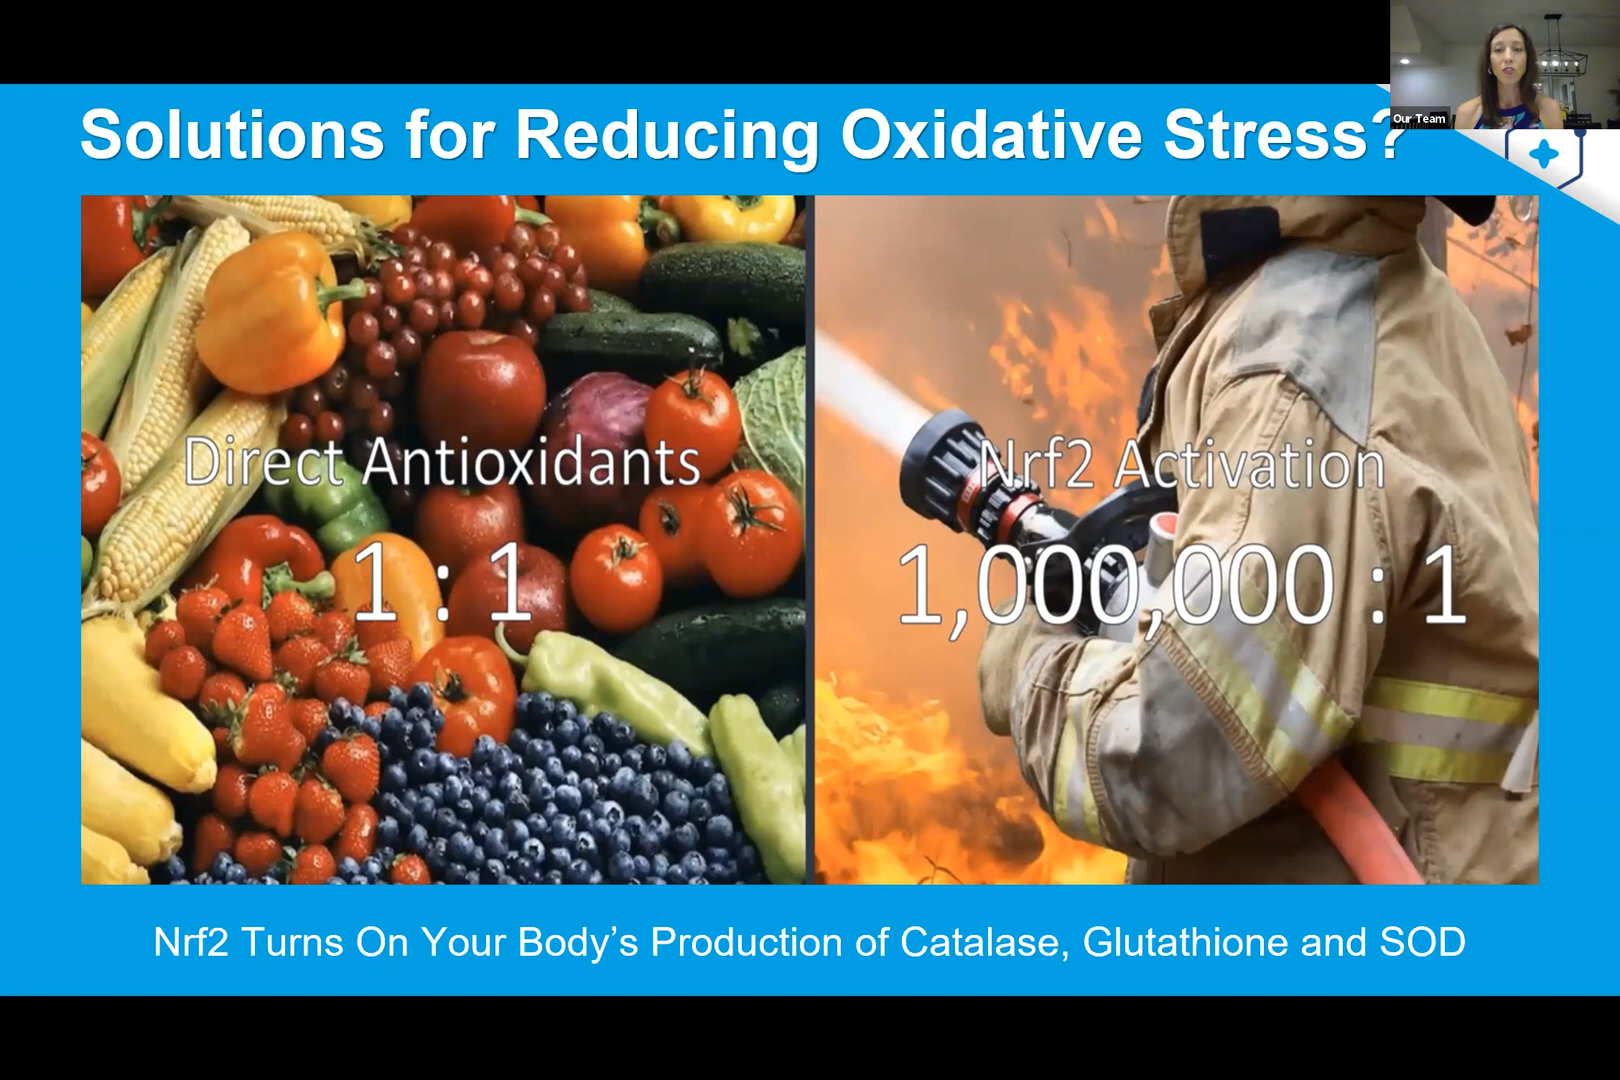 Solutions for Reducing Oxidative Stress?
Our Team
Direct Antioxidants
1 : 1
Nrf2 Activation
1,000,000 : 1
Nrf2 Turns On Your Body’s Production of Catalase, Glutathione and SOD